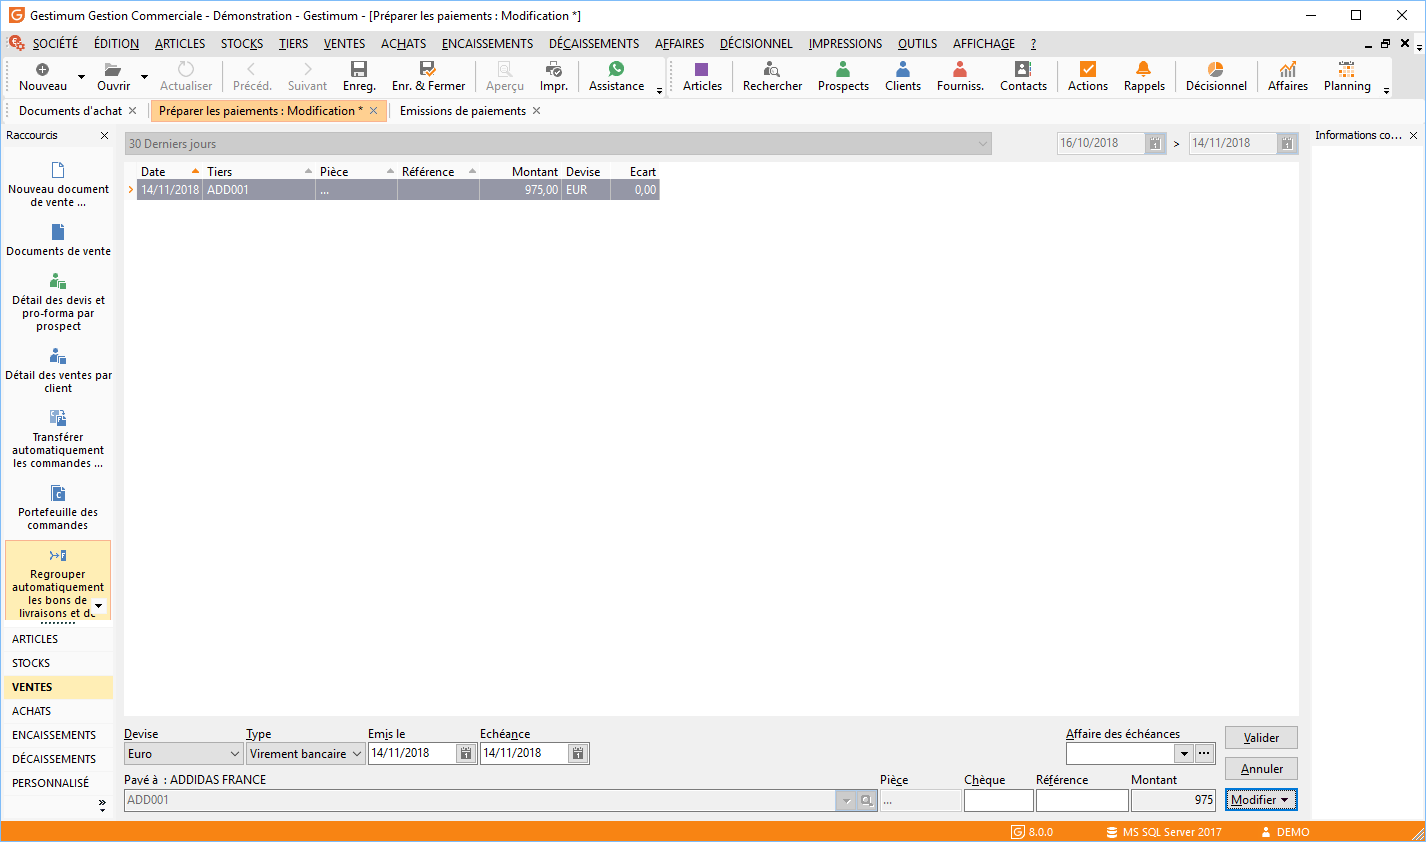 Gestimum Gestion Commerciale - Démonstration - Gestimum - [Préparer les paiements : Modification *]
SOCIÉTÉ ÉDITION ARTICLES STOCKS TIERS VENTES ACHATS ENCAISSEMENTS DÉCAISSEMENTS AFFAIRES DÉCISIONNEL IMPRESSIONS OUTILS AFFICHAGE ?
Nouveau Ouvrir Actualiser Précéd. Suivant Enreg. Enr. & Fermer Aperçu Impr. Assistance Articles Rechercher Prospects Clients Fourniss. Contacts Actions Rappels Décisionnel Affaires Planning
Documents d'achat Préparer les paiements : Modification * Emissions de paiements
Raccourcis
30 Derniers jours 16/10/2018 > 14/11/2018
Informations co...
Date Tiers Pièce Référence Montant Devise Ecart
14/11/2018 ADD001 ... 975,00 EUR 0,00
Nouveau document
de vente ...
Documents de vente
Détail des devis et
pro-forma par
prospect
Détail des ventes par
client
Transférer
automatiquement
les commandes ...
Portefeuille des
commandes
Regrouper
automatiquement
les bons de
livraisons et de
ARTICLES
STOCKS
VENTES
ACHATS
ENCAISSEMENTS
DÉCAISSEMENTS
PERSONNALISÉ
Devise Type Emis le Echéance Affaire des échéances
Euro Virement bancaire 14/11/2018 14/11/2018
Valider
Annuler
Payé à : ADDIDAS FRANCE Pièce Chèque Référence Montant
ADD001 ... 975 Modifier
8.0.0 MS SQL Server 2017 DEMO